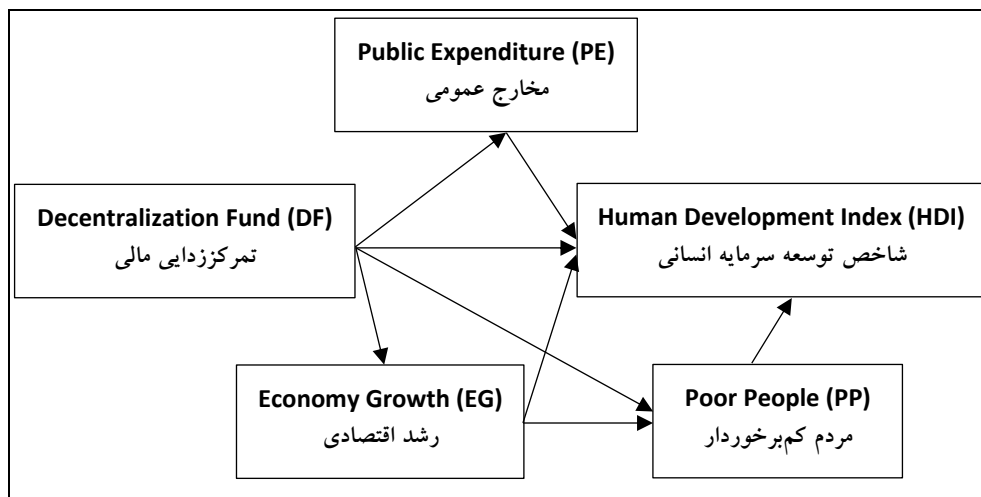 Public Expenditure (PE)
مخارج عمومی
Decentralization Fund (DF)
تمرکززدایی مالی
Human Development Index (HDI)
شاخص توسعه سرمایه انسانی
Economy Growth (EG)
رشد اقتصادی
Poor People (PP)
مردم کم‌برخوردار